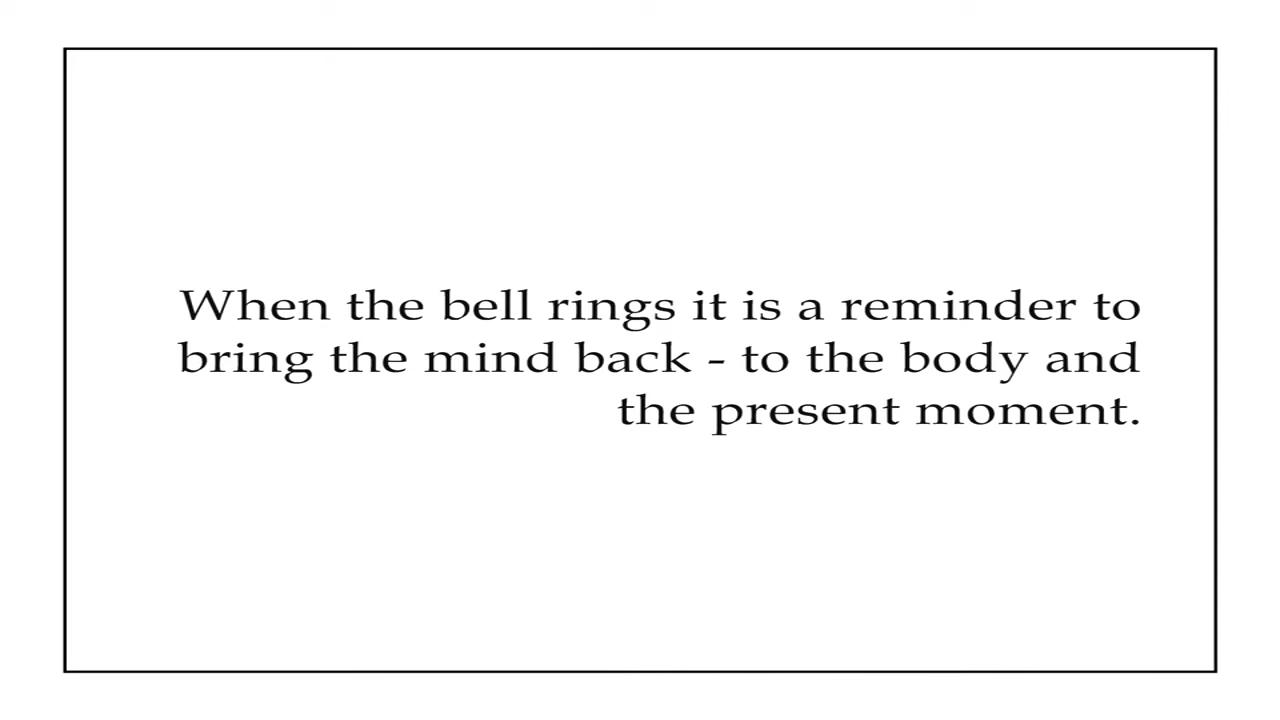 When the bell rings it is a reminder to
bring the mind back - to the body and
the present moment.